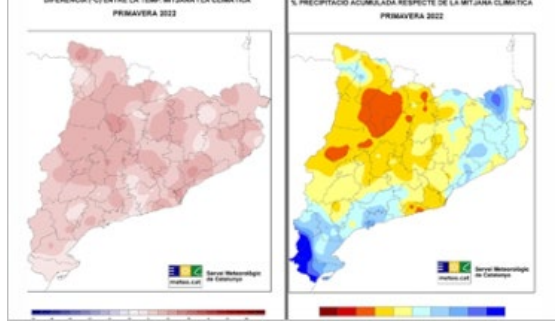 DIFERÈNCIA (°C) ENTRE LA TEMP. MITJANA I LA CLIMÀTICA
PRIMAVERA 2022
% PRECIPITACIÓ ACUMULADA RESPECTE DE LA MITJANA CLIMÀTICA
PRIMAVERA 2022
meteo.cat
Servei Meteorològic
de Catalunya
meteo.cat
Servei Meteorològic
de Catalunya